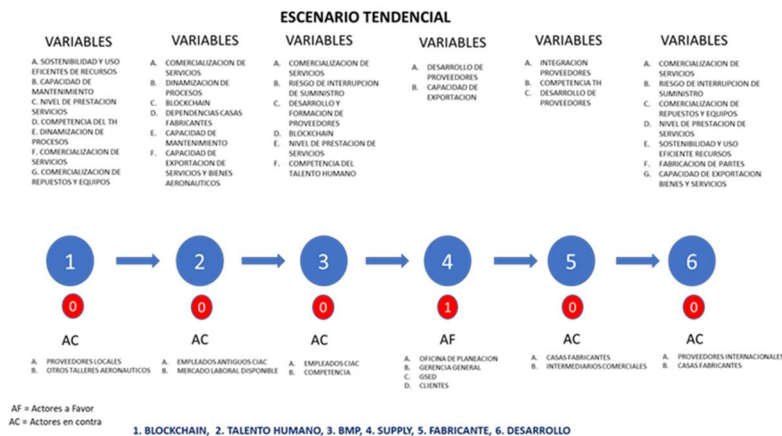 ESCENARIO TENDENCIAL
VARIABLES
A. SOSTENIBILIDAD Y USO
EFICENTES DE RECURSOS
B. CAPACIDAD DE
MANTENIMIENTO
C. NIVEL DE PRESTACION
SERVICIOS
D. COMPETENCIA DEL TH
E. DINAMIZACION DE
PROCESOS
F. COMERCIALIZACION DE
SERVICIOS
G. COMERCIALIZACION DE
REPUESTOS Y EQUIPOS
VARIABLES
A. COMERCIALIZACION DE
SERVICIOS
B. DINAMIZACION DE
PROCESOS
C. BLOCKCHAIN
D. DEPENDENCIAS CASAS
FABRICANTES
E. CAPACIDAD DE
MANTENIMIENTO
F. CAPACIDAD DE
EXPORTACION DE
SERVICIOS Y BIENES
AERONAUTICOS
VARIABLES
A. COMERCIALIZACION DE
SERVICIOS
B. RIESGO DE INTERRUPCION
DE SUMINISTRO
C. DESARROLLO Y
FORMACION DE
PROVEEDORES
D. BLOCKCHAIN
E. NIVEL DE PRESTACION DE
SERVICIOS
F. COMPETENCIA DEL
TALENTO HUMANO
VARIABLES
A. DESARROLLO DE
PROVEEDORES
B. CAPACIDAD DE
EXPORTACION
VARIABLES
A. INTEGRACION
PROVEEDORES
B. COMPETENCIA TH
C. DESARROLLO DE
PROVEEDORES
VARIABLES
A. COMERCIALIZACION DE
SERVICIOS
B. RIESGO DE INTERRUPCION DE
SUMINISTRO
C. COMERCIALIZACION DE
REPUESTOS Y EQUIPOS
D. NIVEL DE PRESTACION DE
SERVICIOS
E. SOSTENIBILIDAD Y USO
EFICIENTE RECURSOS
F. FABRICACION DE PARTES
G. CAPACIDAD DE EXPORTACION
BIENES Y SERVICIOS
1 2 3 4 5 6
0 0 0 1 0 0
AC AC AC AF AC AC
A. PROVEEDORES LOCALES
B. OTROS TALLERES AERONAUTICOS
A. EMPLEADOS ANTIGUOS CIAC
B. MERCADO LABORAL DISPONIBLE
A. EMPLEADOS CIAC
B. COMPETENCIA
A. OFICINA DE PLANEACION
B. GERENCIA GENERAL
C. GSED
D. CLIENTES
A. CASAS FABRICANTES
B. INTERMEDIARIOS COMERCIALES
A. PROVEEDORES INTERNACIONALES
B. CASAS FABRICANTES
AF = Actores a Favor
AC = Actores en contra
1. BLOCKCHAIN, 2. TALENTO HUMANO, 3. BMP, 4. SUPPLY, 5. FABRICANTE, 6. DESARROLLO